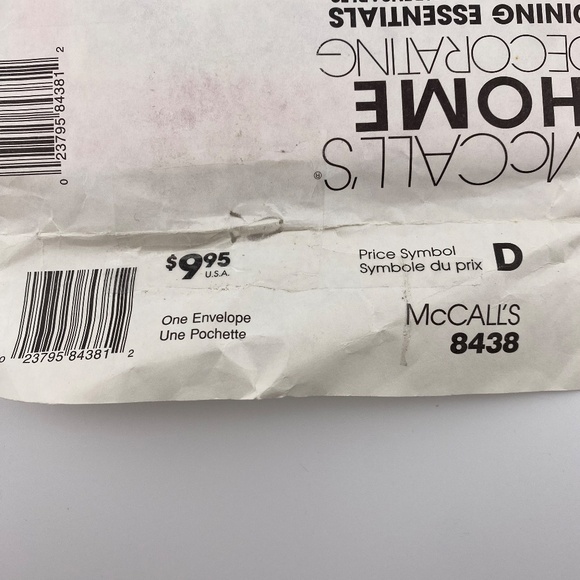 McCALL'S®
HOME
DECORATING
DINING ESSENTIALS
0 23795 84381 2
$9.95
U.S.A.
One Envelope
Une Pochette
Price Symbol
Symbole du prix D
McCALL'S
8438
0 23795 84381 2